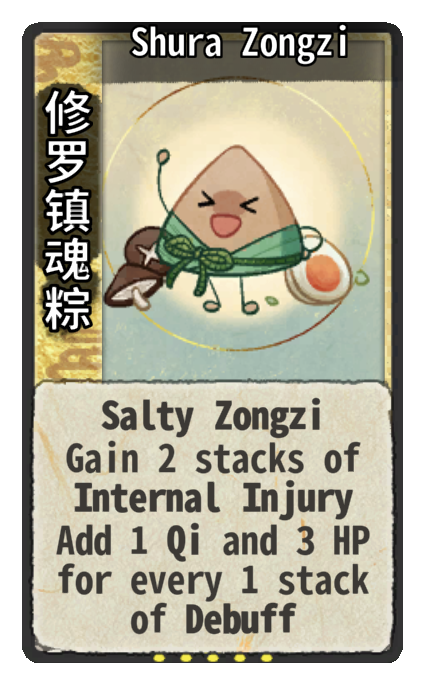 Shura Zongzi
修罗镇魂粽
Salty Zongzi
Gain 2 stacks of
Internal Injury
Add 1 Qi and 3 HP
for every 1 stack
of Debuff